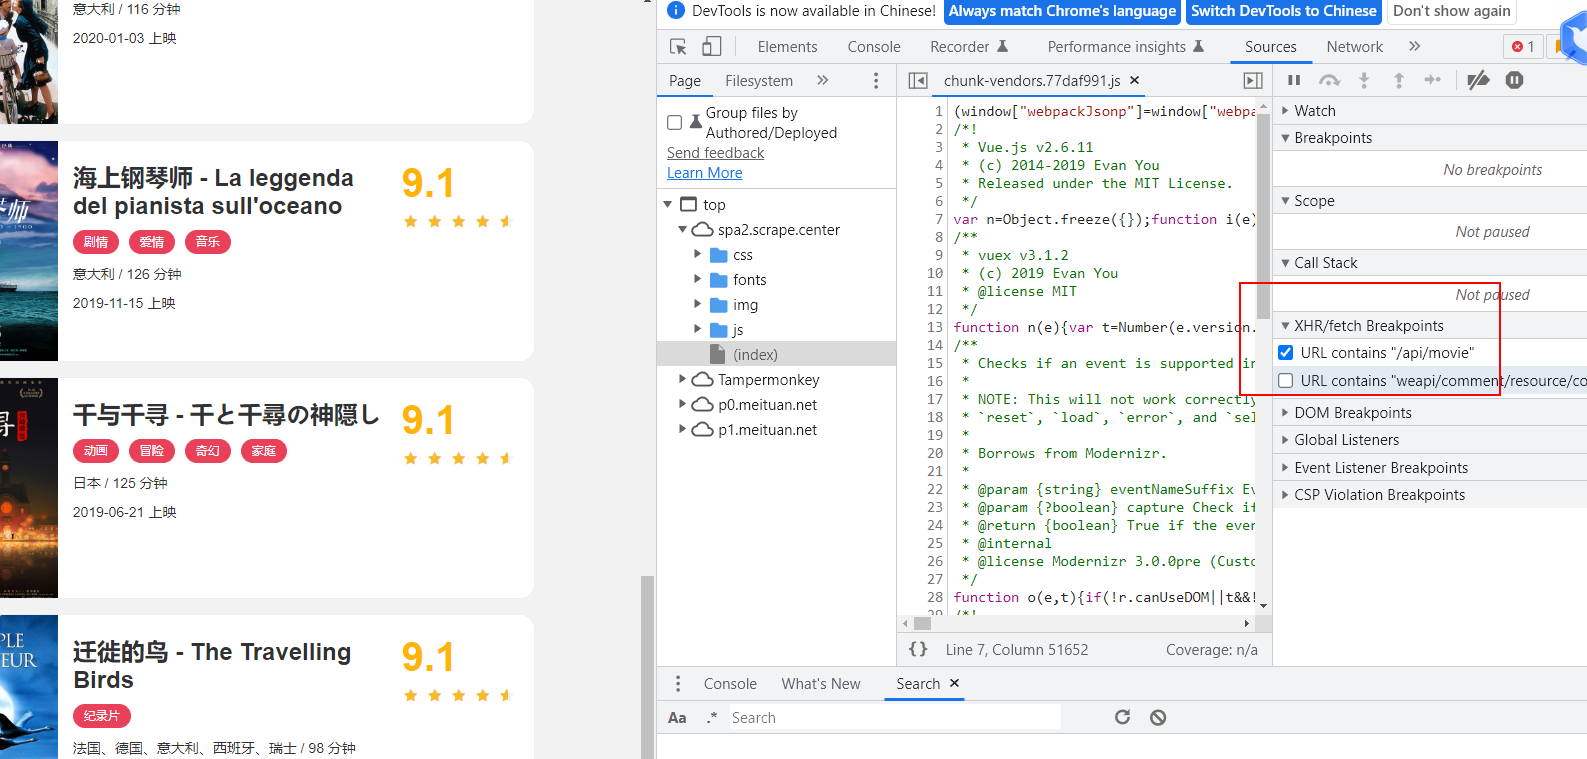 意大利 / 116 分钟
2020-01-03 上映
海上钢琴师 - La leggenda
del pianista sull'oceano
9.1
剧情 爱情 音乐
意大利 / 126 分钟
2019-11-15 上映
千与千寻 - 千と千尋の神隠し
9.1
动画 冒险 奇幻 家庭
日本 / 125 分钟
2019-06-21 上映
迁徙的鸟 - The Travelling
Birds
9.1
纪录片
法国、德国、意大利、西班牙、瑞士 / 98 分钟
DevTools is now available in Chinese! Always match Chrome's language Switch DevTools to Chinese Don't show again
Elements Console Recorder Performance insights Sources Network » 1
Page Filesystem »
chunk-vendors.77daf991.js ×
Group files by
Authored/Deployed
Send feedback
Learn More
top
spa2.scrape.center
css
fonts
img
js
(index)
Tampermonkey
p0.meituan.net
p1.meituan.net
1 (window["webpackJsonp"]=window["webpac
2 /*!
3 * Vue.js v2.6.11
4 * (c) 2014-2019 Evan You
5 * Released under the MIT License.
6 */
7 var n=Object.freeze({});function i(e)
8 /**
9 * vuex v3.1.2
10 * (c) 2019 Evan You
11 * @license MIT
12 */
13 function n(e){var t=Number(e.version.
14 /**
15 * Checks if an event is supported in
16 *
17 * NOTE: This will not work correctly
18 * `reset`, `load`, `error`, and `sel
19 *
20 * Borrows from Modernizr.
21 *
22 * @param {string} eventNameSuffix Ev
23 * @param {?boolean} capture Check if
24 * @return {boolean} True if the even
25 * @internal
26 * @license Modernizr 3.0.0pre (Custo
27 */
28 function o(e,t){if(!r.canUseDOM||t&&!
29 /*!
{} Line 7, Column 51652 Coverage: n/a
Watch
Breakpoints
No breakpoints
Scope
Not paused
Call Stack
Not paused
XHR/fetch Breakpoints
URL contains "/api/movie"
URL contains "weapi/comment/resource/co
DOM Breakpoints
Global Listeners
Event Listener Breakpoints
CSP Violation Breakpoints
Console What's New Search ×
Aa .* Search